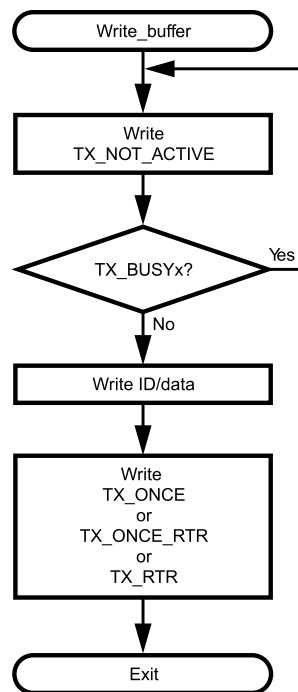 Write_buffer
Write
TX_NOT_ACTIVE
TX_BUSYx?
Yes
No
Write ID/data
Write
TX_ONCE
or
TX_ONCE_RTR
or
TX_RTR
Exit